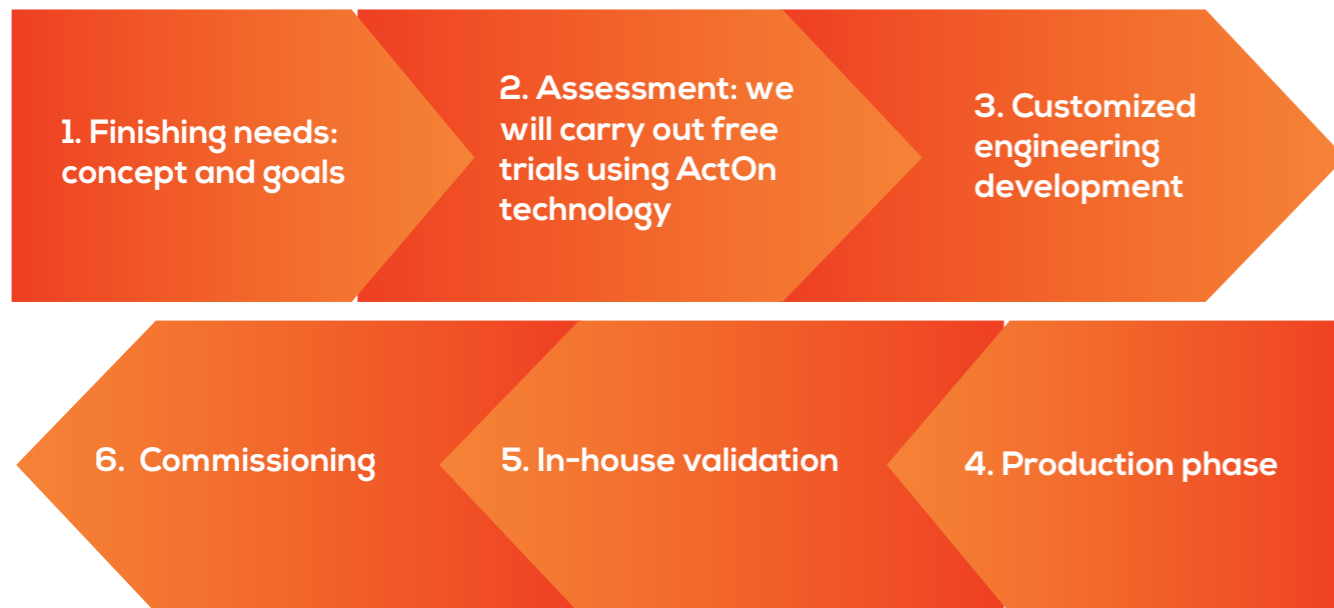 1. Finishing needs:
concept and goals
2. Assessment: we
will carry out free
trials using ActOn
technology
3. Customized
engineering
development
4. Production phase
5. In-house validation
6. Commissioning